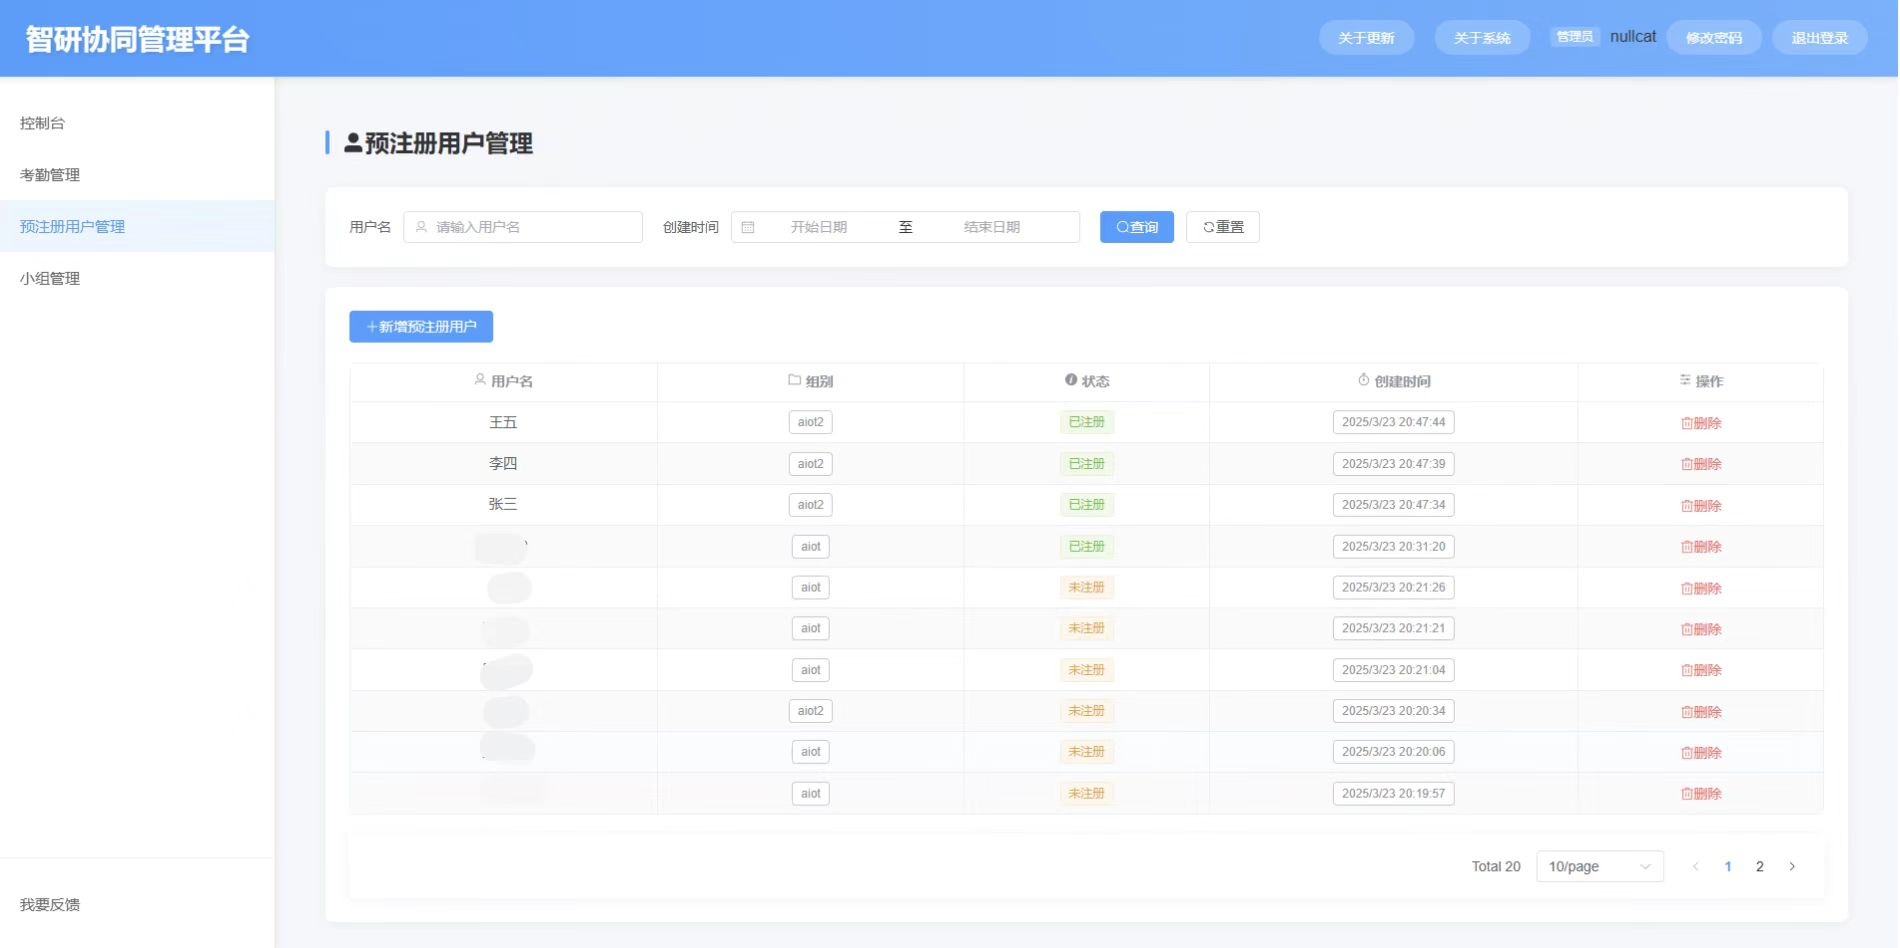 智研协同管理平台
关于更新 关于系统 管理员 nullcat 修改密码 退出登录
控制台
考勤管理
预注册用户管理
小组管理
我要反馈
预注册用户管理
用户名 请输入用户名 创建时间 开始日期 至 结束日期 查询 重置
+新增预注册用户
用户名 组别 状态 创建时间 操作
王五 aiot2 已注册 2025/3/23 20:47:44 删除
李四 aiot2 已注册 2025/3/23 20:47:39 删除
张三 aiot2 已注册 2025/3/23 20:47:34 删除
aiot 已注册 2025/3/23 20:31:20 删除
aiot 未注册 2025/3/23 20:21:26 删除
aiot 未注册 2025/3/23 20:21:21 删除
aiot 未注册 2025/3/23 20:21:04 删除
aiot2 未注册 2025/3/23 20:20:34 删除
aiot 未注册 2025/3/23 20:20:06 删除
aiot 未注册 2025/3/23 20:19:57 删除
Total 20 10/page < 1 2 >